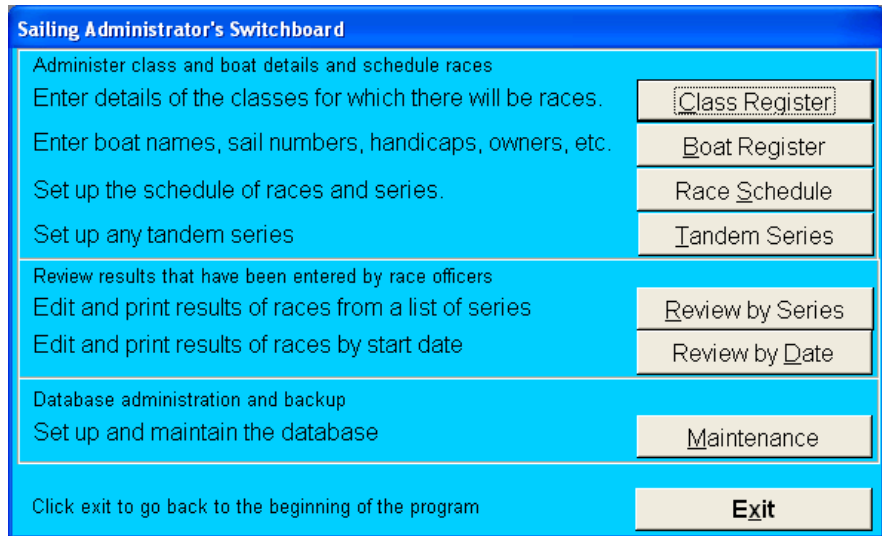 Sailing Administrator's Switchboard
Administer class and boat details and schedule races
Enter details of the classes for which there will be races.
Class Register
Enter boat names, sail numbers, handicaps, owners, etc.
Boat Register
Set up the schedule of races and series.
Race Schedule
Set up any tandem series
Tandem Series
Review results that have been entered by race officers
Edit and print results of races from a list of series
Review by Series
Edit and print results of races by start date
Review by Date
Database administration and backup
Set up and maintain the database
Maintenance
Click exit to go back to the beginning of the program
Exit